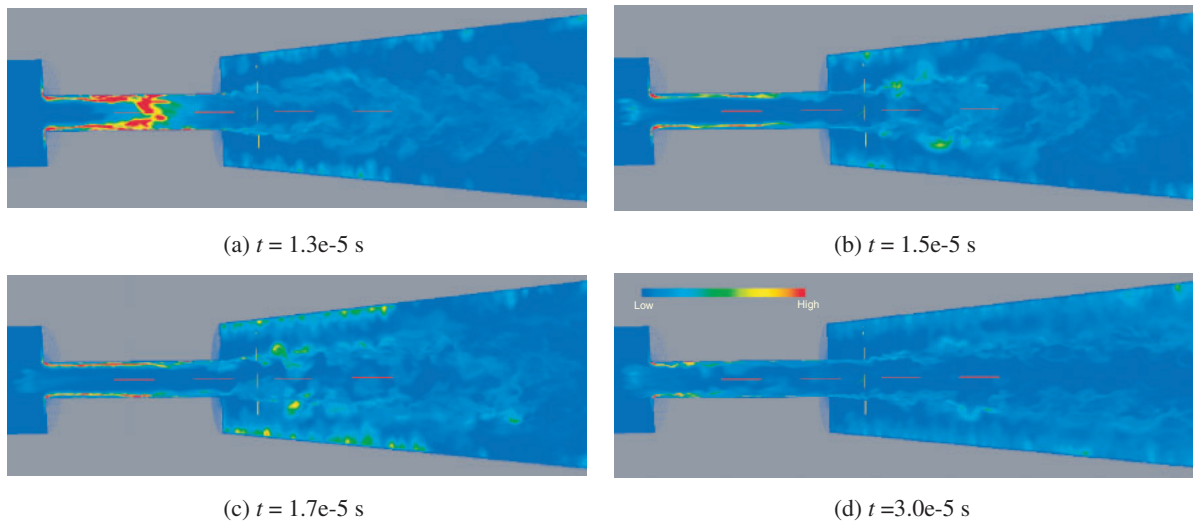 (a) t = 1.3e-5 s
(b) t = 1.5e-5 s
Low
High
(c) t = 1.7e-5 s
(d) t =3.0e-5 s